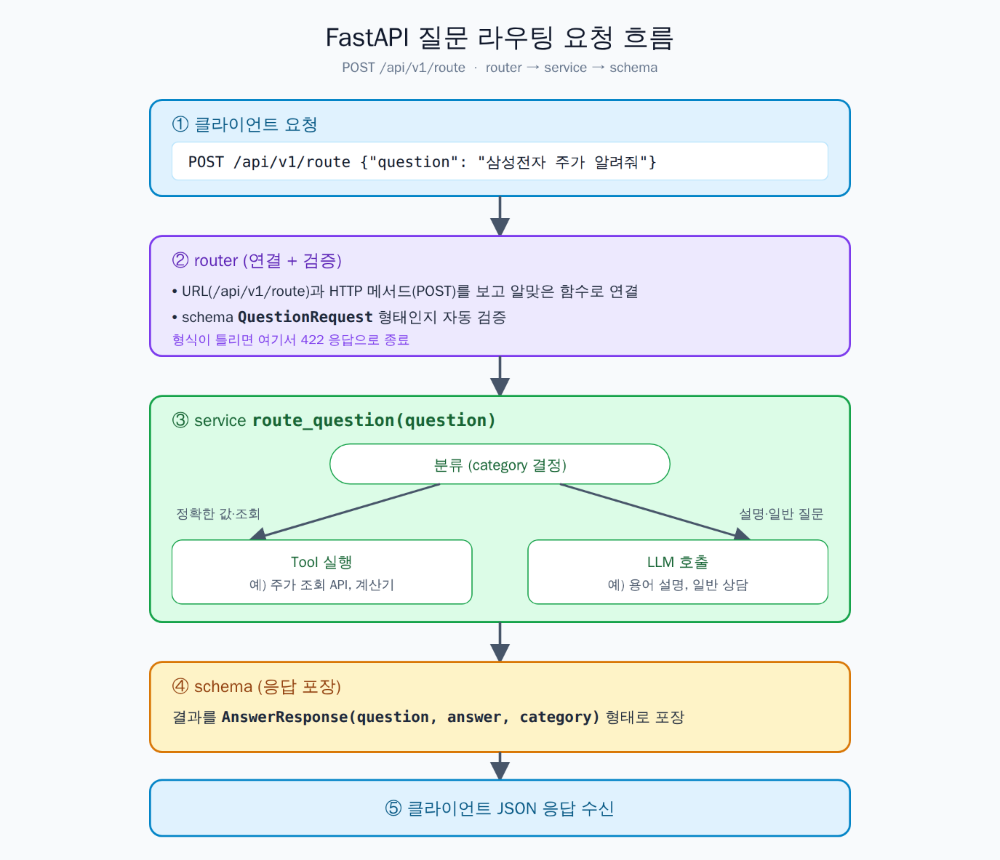 FastAPI 질문 라우팅 요청 흐름
POST /api/v1/route · router → service → schema
① 클라이언트 요청
POST /api/v1/route {"question": "삼성전자 주가 알려줘"}
② router (연결 + 검증)
• URL(/api/v1/route)과 HTTP 메서드(POST)를 보고 알맞은 함수로 연결
• schema QuestionRequest 형태인지 자동 검증
형식이 틀리면 여기서 422 응답으로 종료
③ service route_question(question)
분류 (category 결정)
정확한 값·조회
설명·일반 질문
Tool 실행
예) 주가 조회 API, 계산기
LLM 호출
예) 용어 설명, 일반 상담
④ schema (응답 포장)
결과를 AnswerResponse(question, answer, category) 형태로 포장
⑤ 클라이언트 JSON 응답 수신